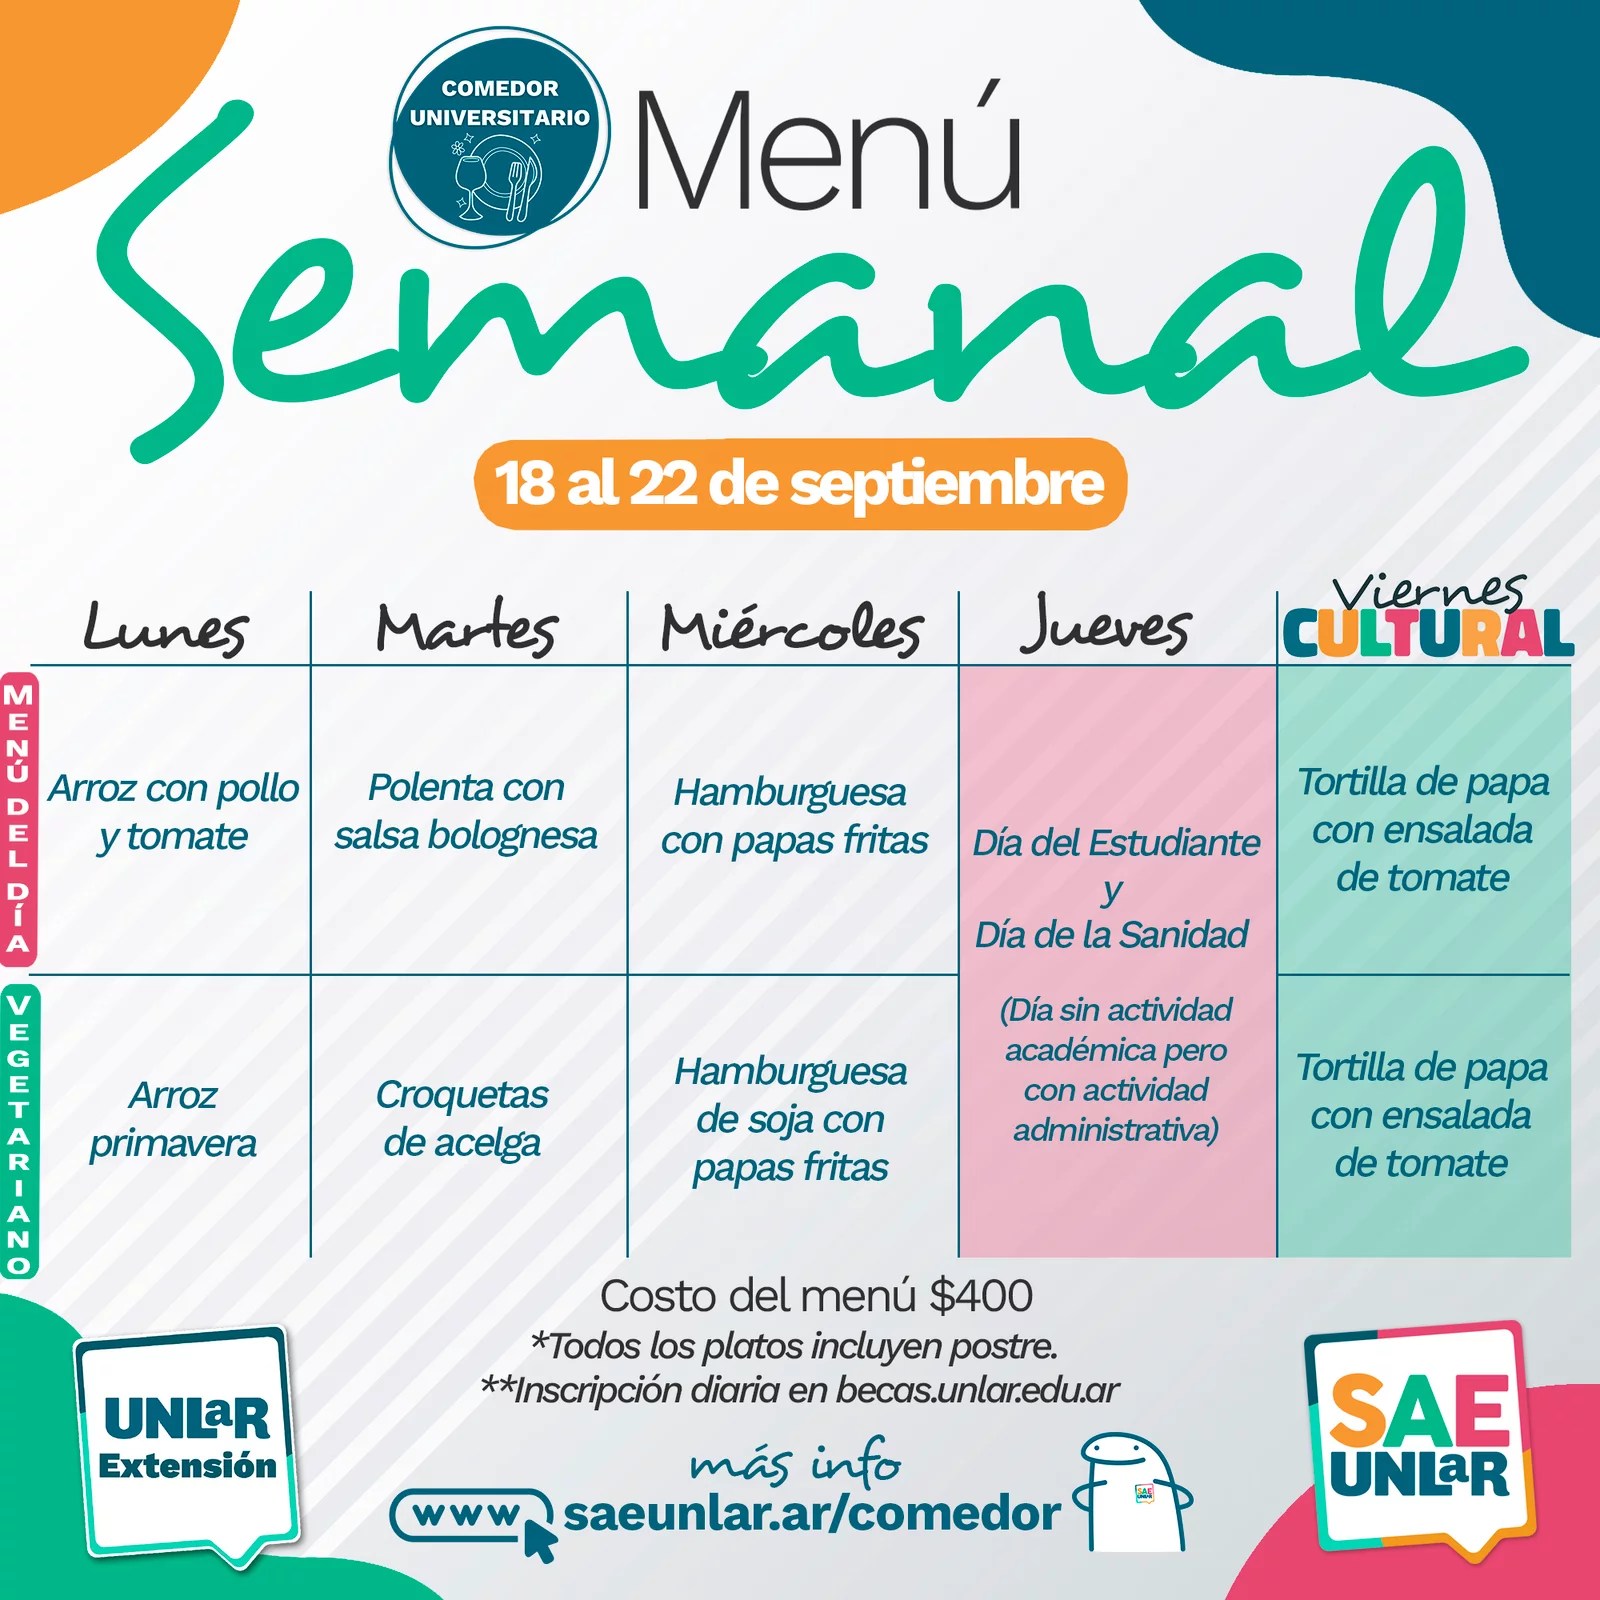 COMEDOR
UNIVERSITARIO
Menú
Semanal
18 al 22 de septiembre
Lunes
Martes
Miércoles
Jueves
Viernes
CULTURAL
MENÚ DEL DÍA
Arroz con pollo
y tomate
Polenta con
salsa bolognesa
Hamburguesa
con papas fritas
Día del Estudiante
y
Día de la Sanidad
(Día sin actividad
académica pero
con actividad
administrativa)
Tortilla de papa
con ensalada
de tomate
VEGETARIANO
Arroz
primavera
Croquetas
de acelga
Hamburguesa
de soja con
papas fritas
Tortilla de papa
con ensalada
de tomate
Costo del menú $400
*Todos los platos incluyen postre.
**Inscripción diaria en becas.unlar.edu.ar
más info
www saeunlar.ar/comedor
SAE
UNLaR
UNLaR
Extensión
SAE
UNLaR